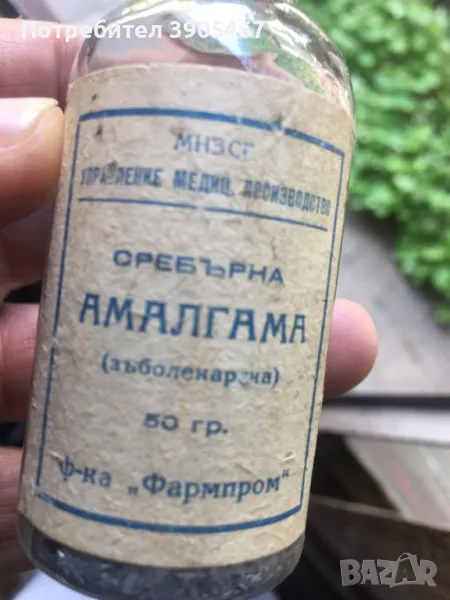 Потребител 3905467
МНЗСГ
УПРАВЛЕНИЕ МЕДИЦ. ПРОИЗВОДСТВО
СРЕБЪРНА
АМАЛГАМА
(зъболекарска)
50 гр.
ф-ка „Фармпром“
BAZAR